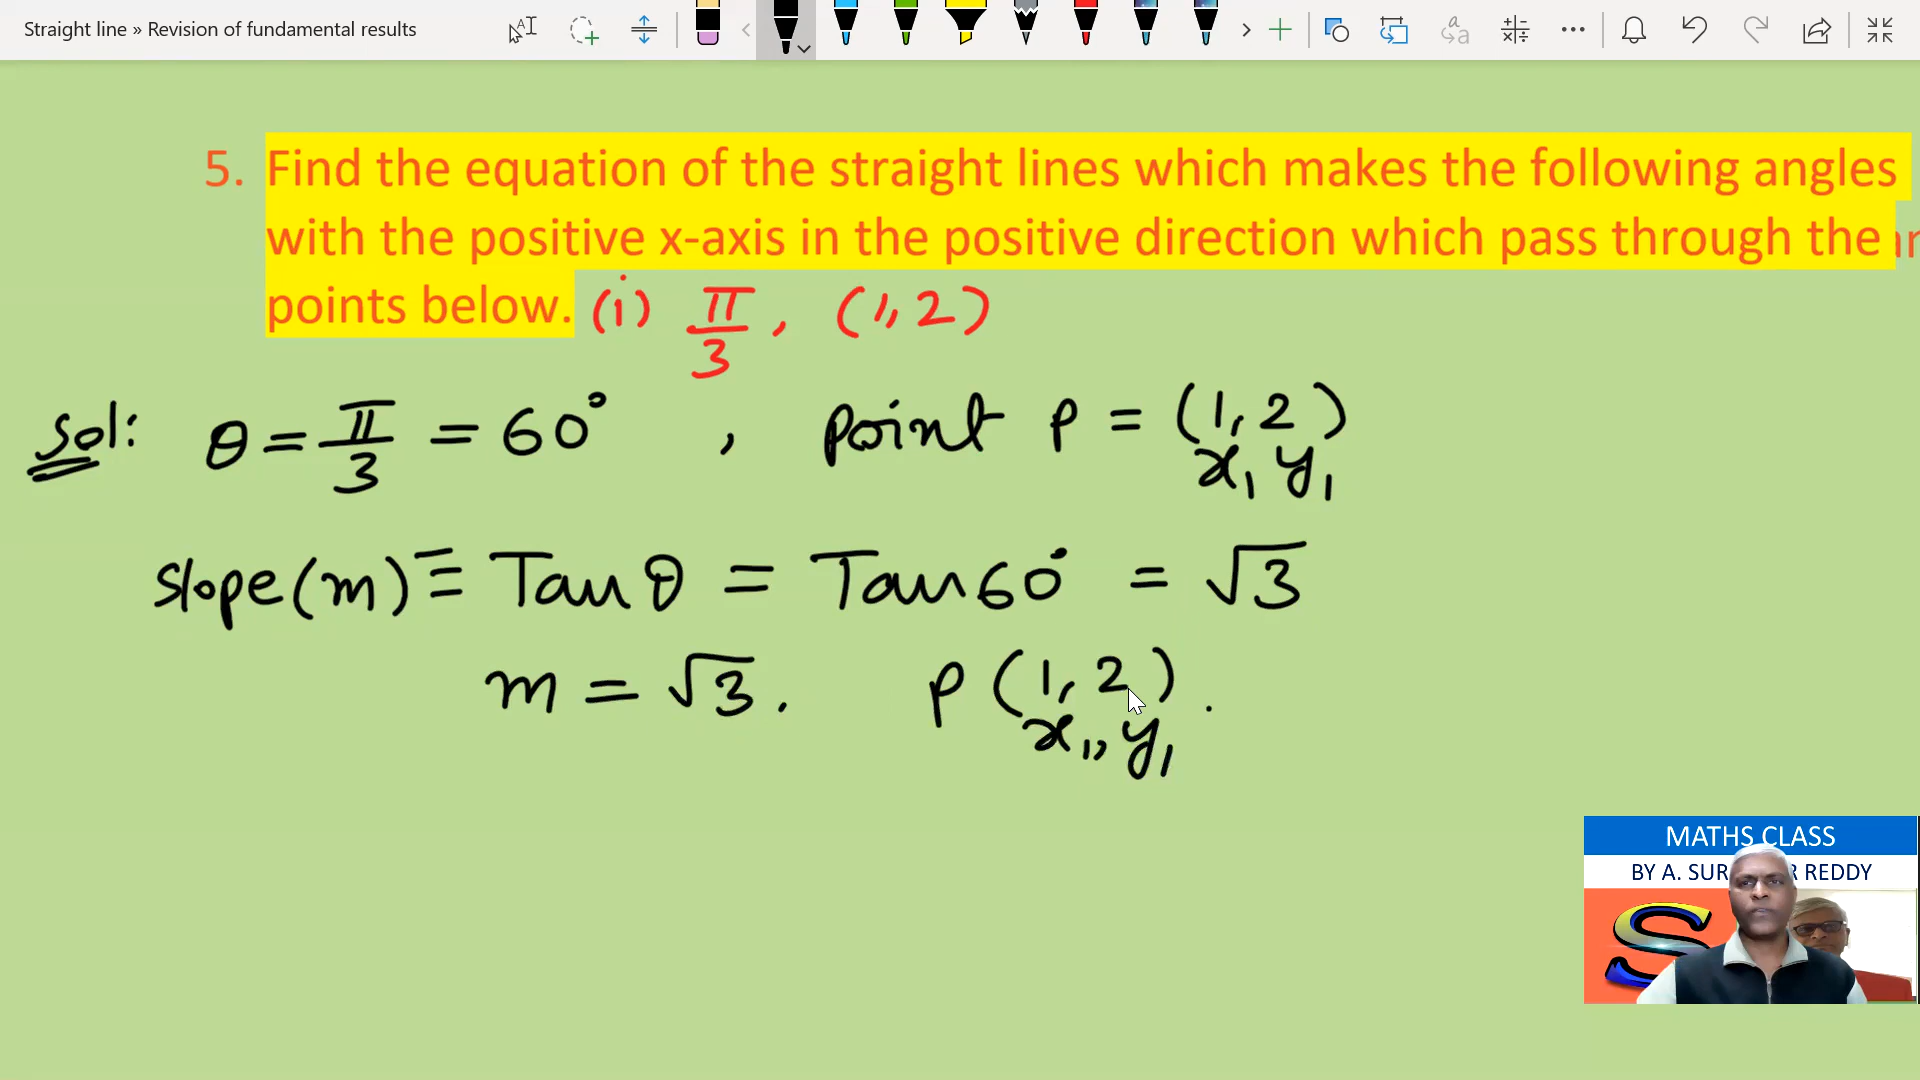 Straight line » Revision of fundamental results
5. Find the equation of the straight lines which makes the following angles
with the positive x-axis in the positive direction which pass through the
points below. (i) π/3, (1, 2)
Sol: θ = π/3 = 60°, point P = (1, 2)
x₁ y₁
Slope(m) = Tan θ = Tan 60° = √3
m = √3. P (1, 2).
x₁, y₁
MATHS CLASS
BY A. SUR R REDDY
S